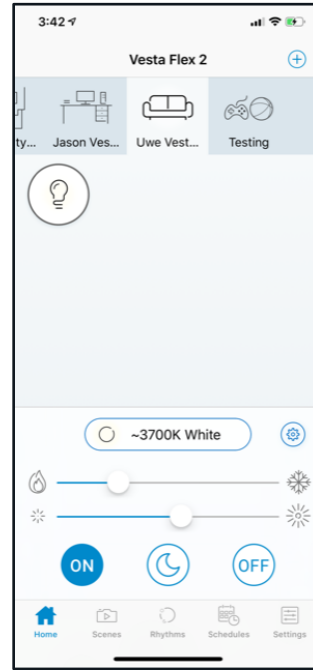 3:42
Vesta Flex 2
ty... Jason Ves... Uwe Vest... Testing
~3700K White
ON OFF
Home Scenes Rhythms Schedules Settings